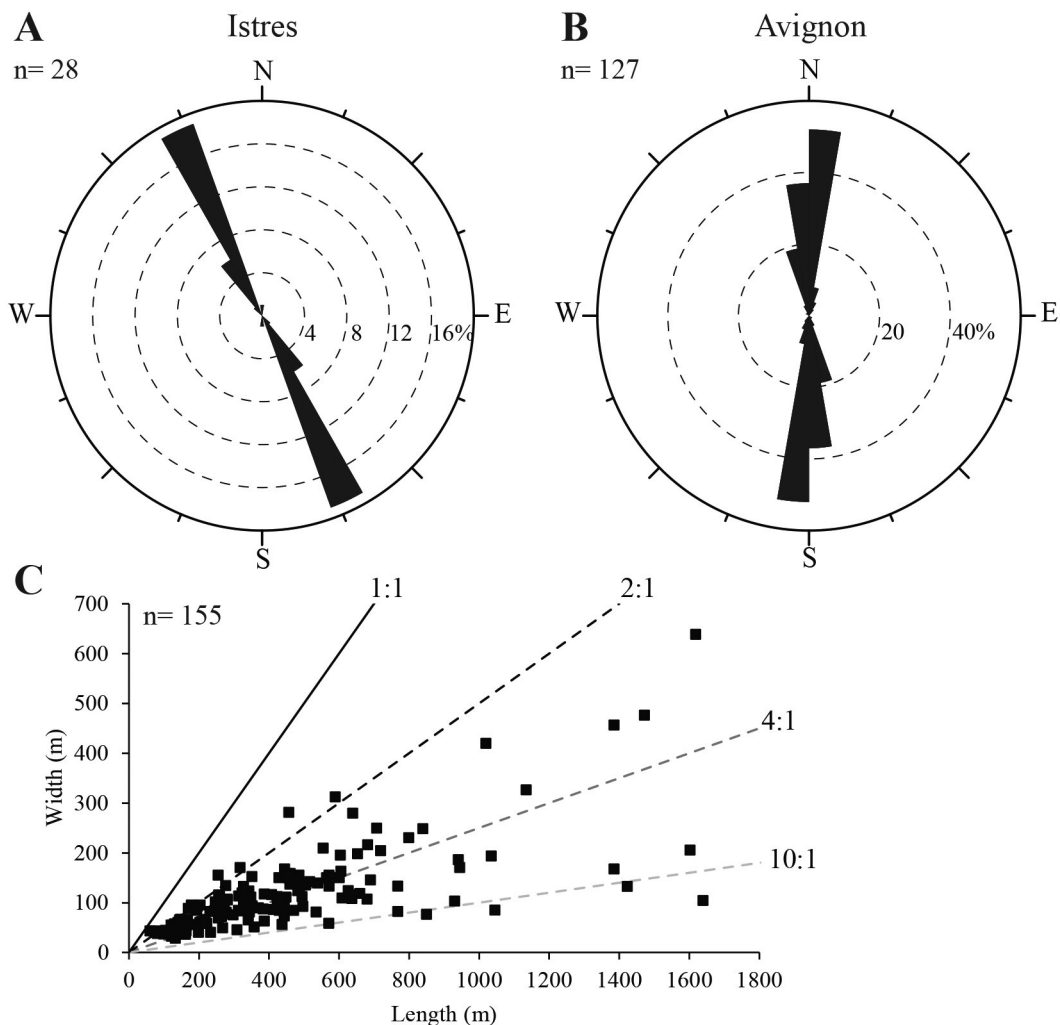 A Istres
n= 28
N
W E
4 8 12 16%
S
B Avignon
n= 127
N
W E
20 40%
S
C
n= 155
1:1 2:1
4:1
10:1
Width (m)
700
600
500
400
300
200
100
0
0 200 400 600 800 1000 1200 1400 1600 1800
Length (m)